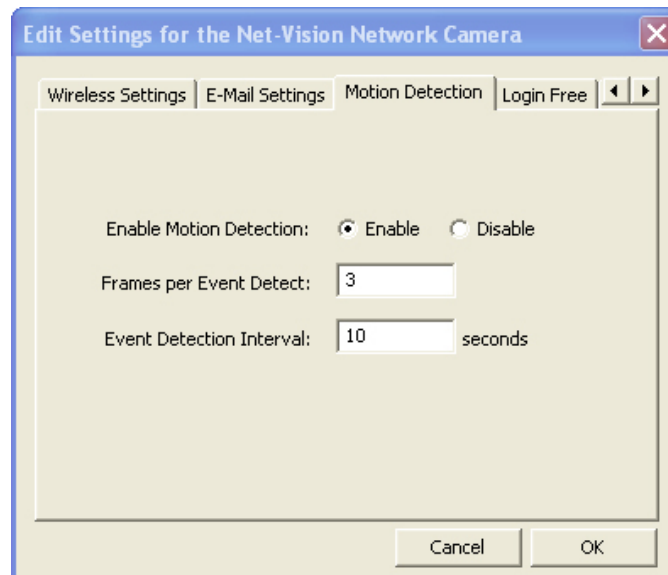 Edit Settings for the Net-Vision Network Camera
Wireless Settings E-Mail Settings Motion Detection Login Free
Enable Motion Detection: Enable Disable
Frames per Event Detect: 3
Event Detection Interval: 10 seconds
Cancel OK